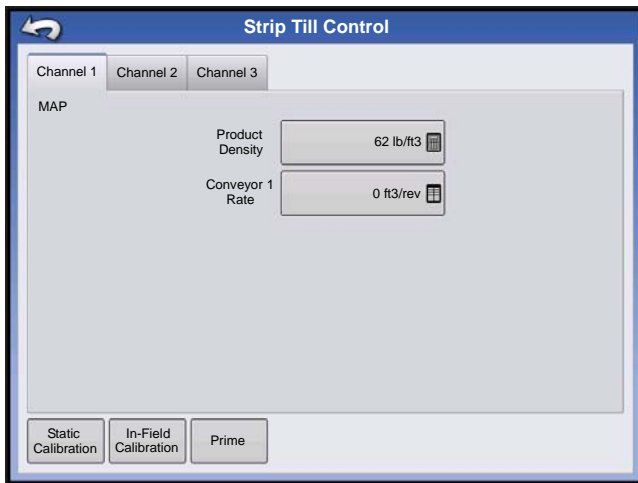 Strip Till Control
Channel 1 Channel 2 Channel 3
MAP
Product
Density
62 lb/ft3
Conveyor 1
Rate
0 ft3/rev
Static
Calibration
In-Field
Calibration
Prime